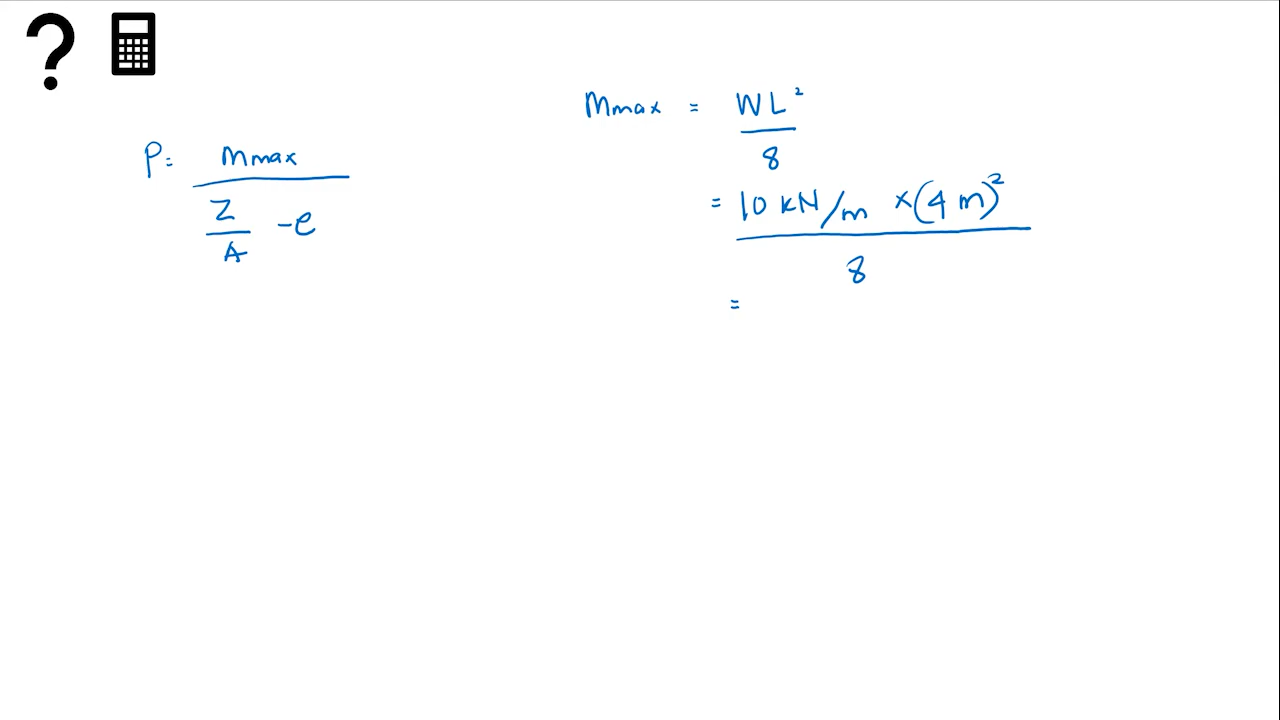 ?
P = Mmax
Z
A
-e
Mmax = WL²
8
= 10 kN/m ×(4 m)²
8
=